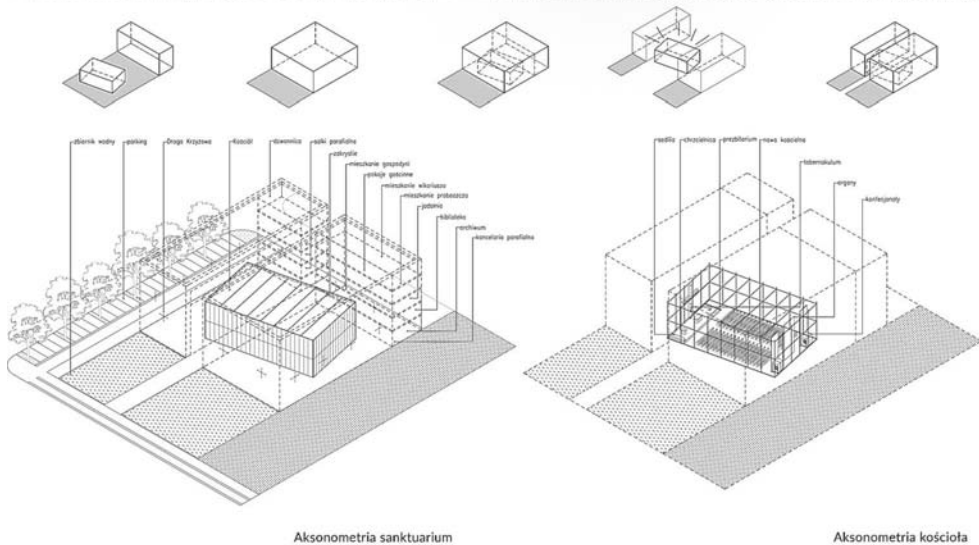 zbiornik wodny
parking
Droga Krzyżowa
Kościół
dzwonnica
salki parafialne
zakrystie
mieszkanie gospodyni
pokoje gościnne
mieszkanie wikariusza
mieszkanie proboszcza
jadalnia
biblioteka
archiwum
kancelaria parafialna
sedilia
chrzcielnica
prezbiterium
nawa kościelna
tabernakulum
organy
konfesjonały
Aksonometria sanktuarium
Aksonometria kościoła